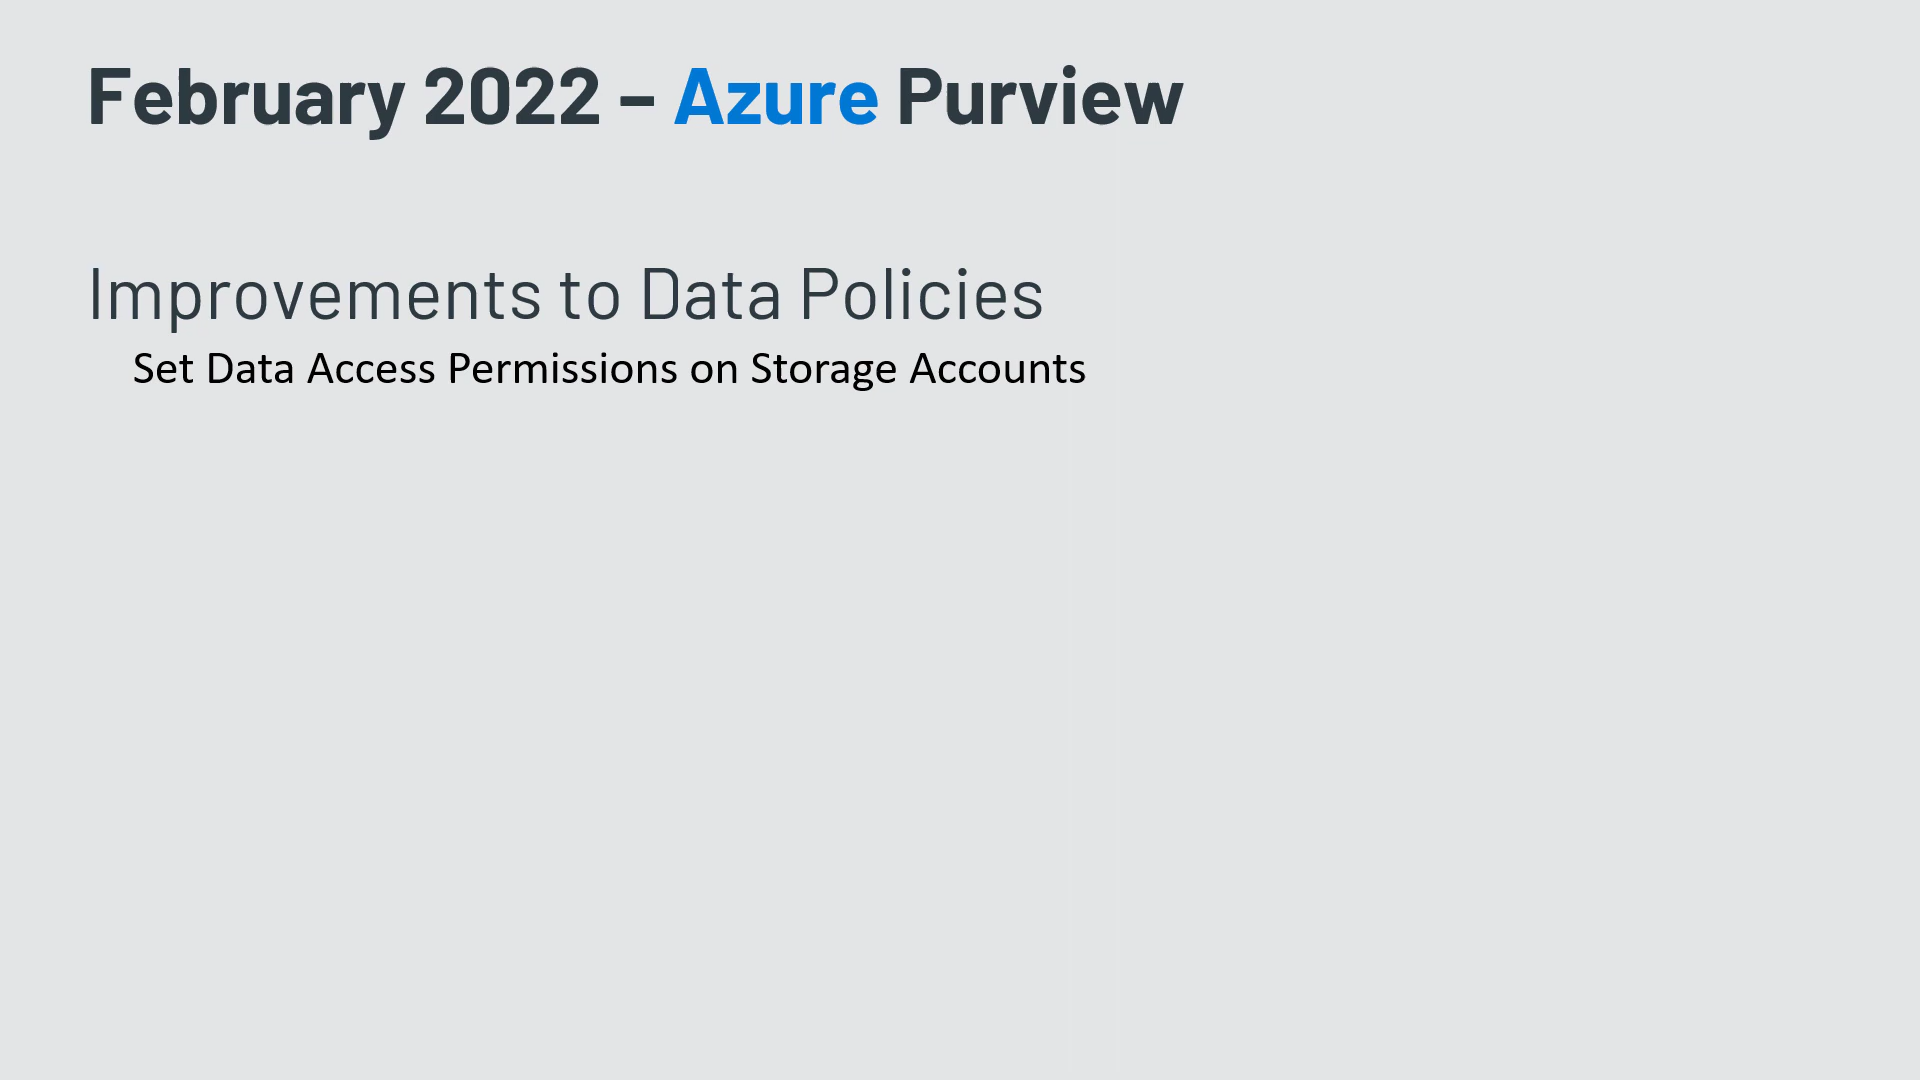 February 2022 – Azure Purview
Improvements to Data Policies
Set Data Access Permissions on Storage Accounts